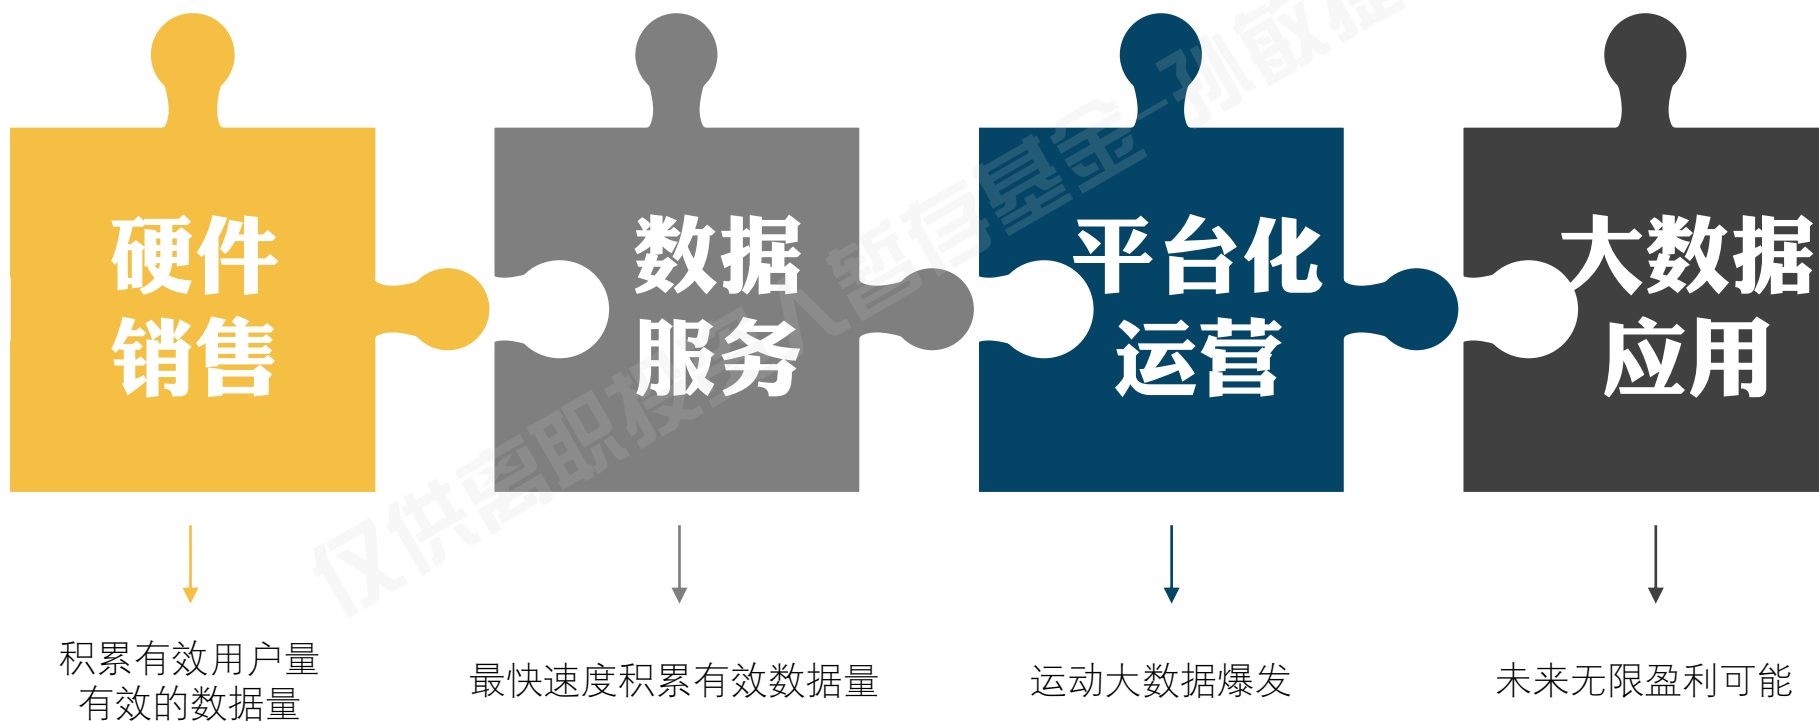 硬件
销售
数据
服务
平台化
运营
大数据
应用
积累有效用户量
有效的数据量
最快速度积累有效数据量
运动大数据爆发
未来无限盈利可能